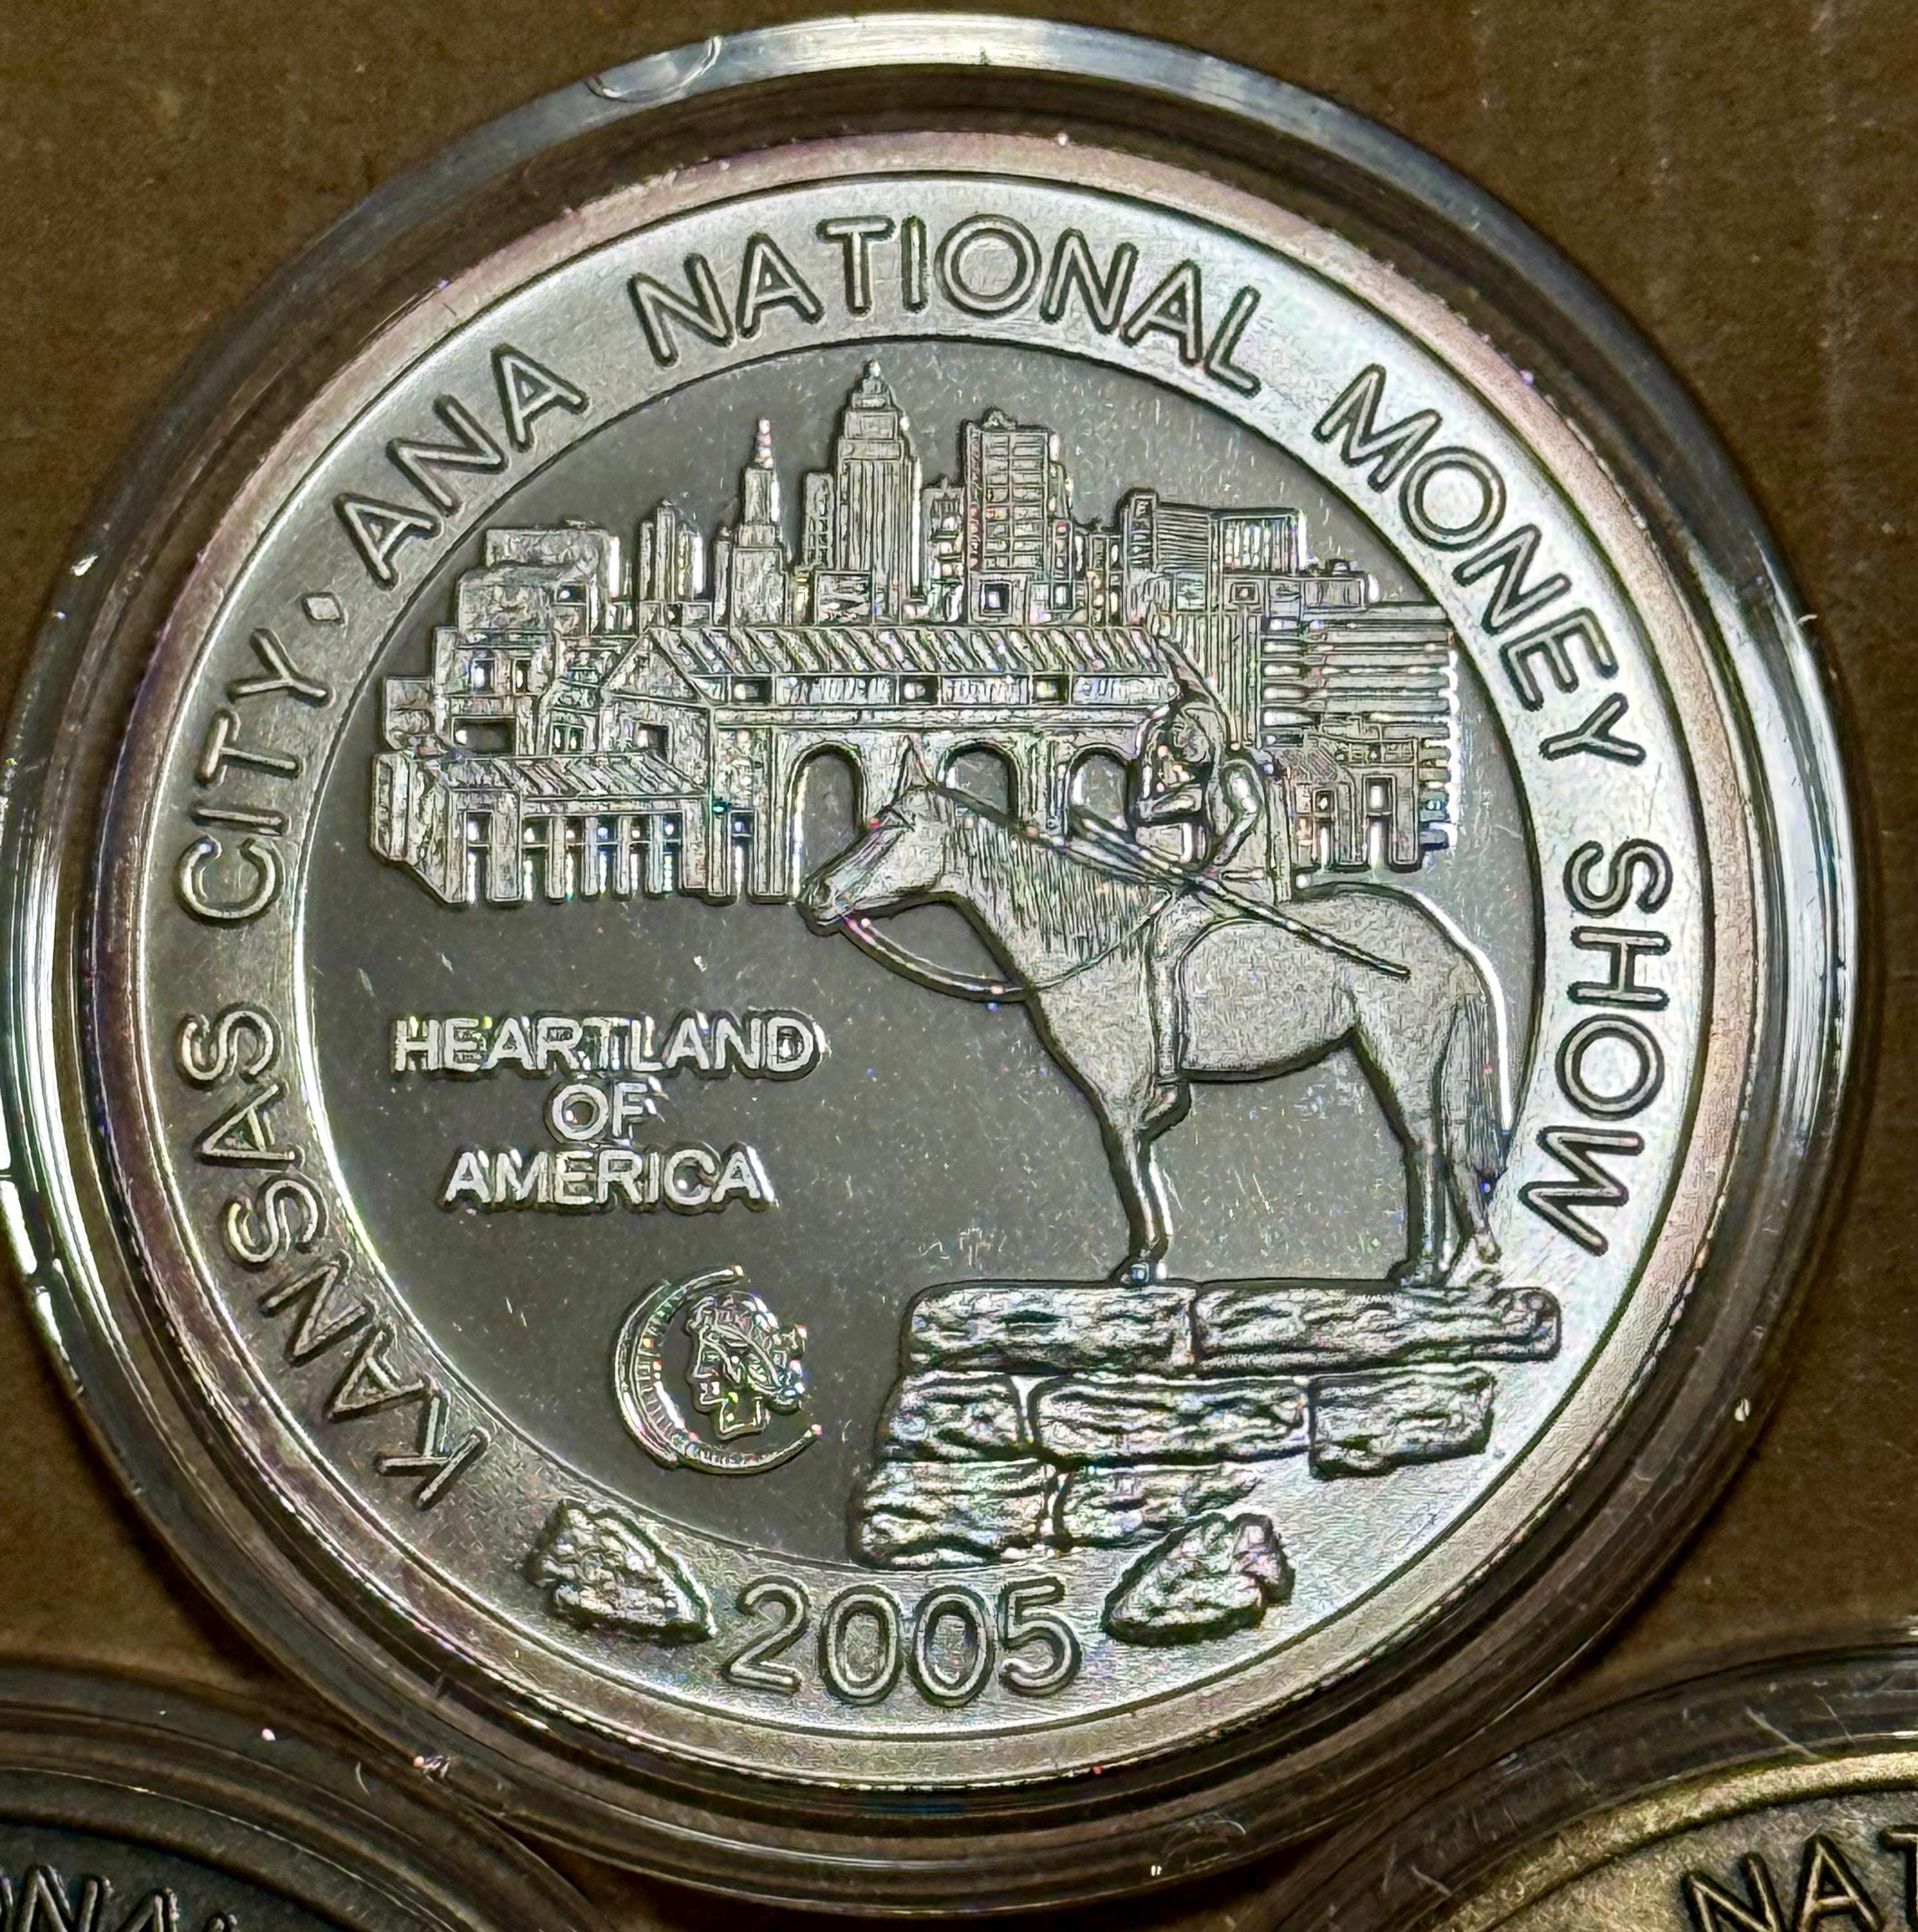 KANSAS CITY · ANA NATIONAL MONEY SHOW
HEARTLAND
OF
AMERICA
2005